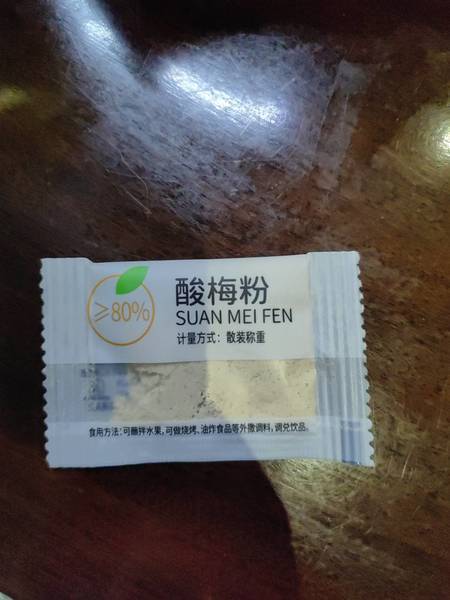 ≥80%
酸梅粉
SUAN MEI FEN
计量方式：散装称重
食用方法：可蘸拌水果，可做烧烤、油炸食品等外撒调料，调兑饮品。